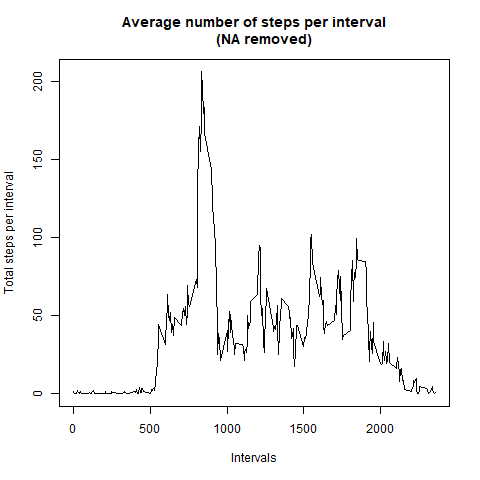 Average number of steps per interval
(NA removed)
Total steps per interval
200
150
100
50
0
0
500
1000
1500
2000
Intervals